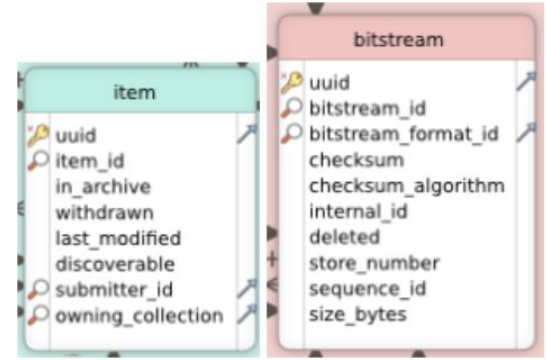 item
uuid
item_id
in_archive
withdrawn
last_modified
discoverable
submitter_id
owning_collection
bitstream
uuid
bitstream_id
bitstream_format_id
checksum
checksum_algorithm
internal_id
deleted
store_number
sequence_id
size_bytes